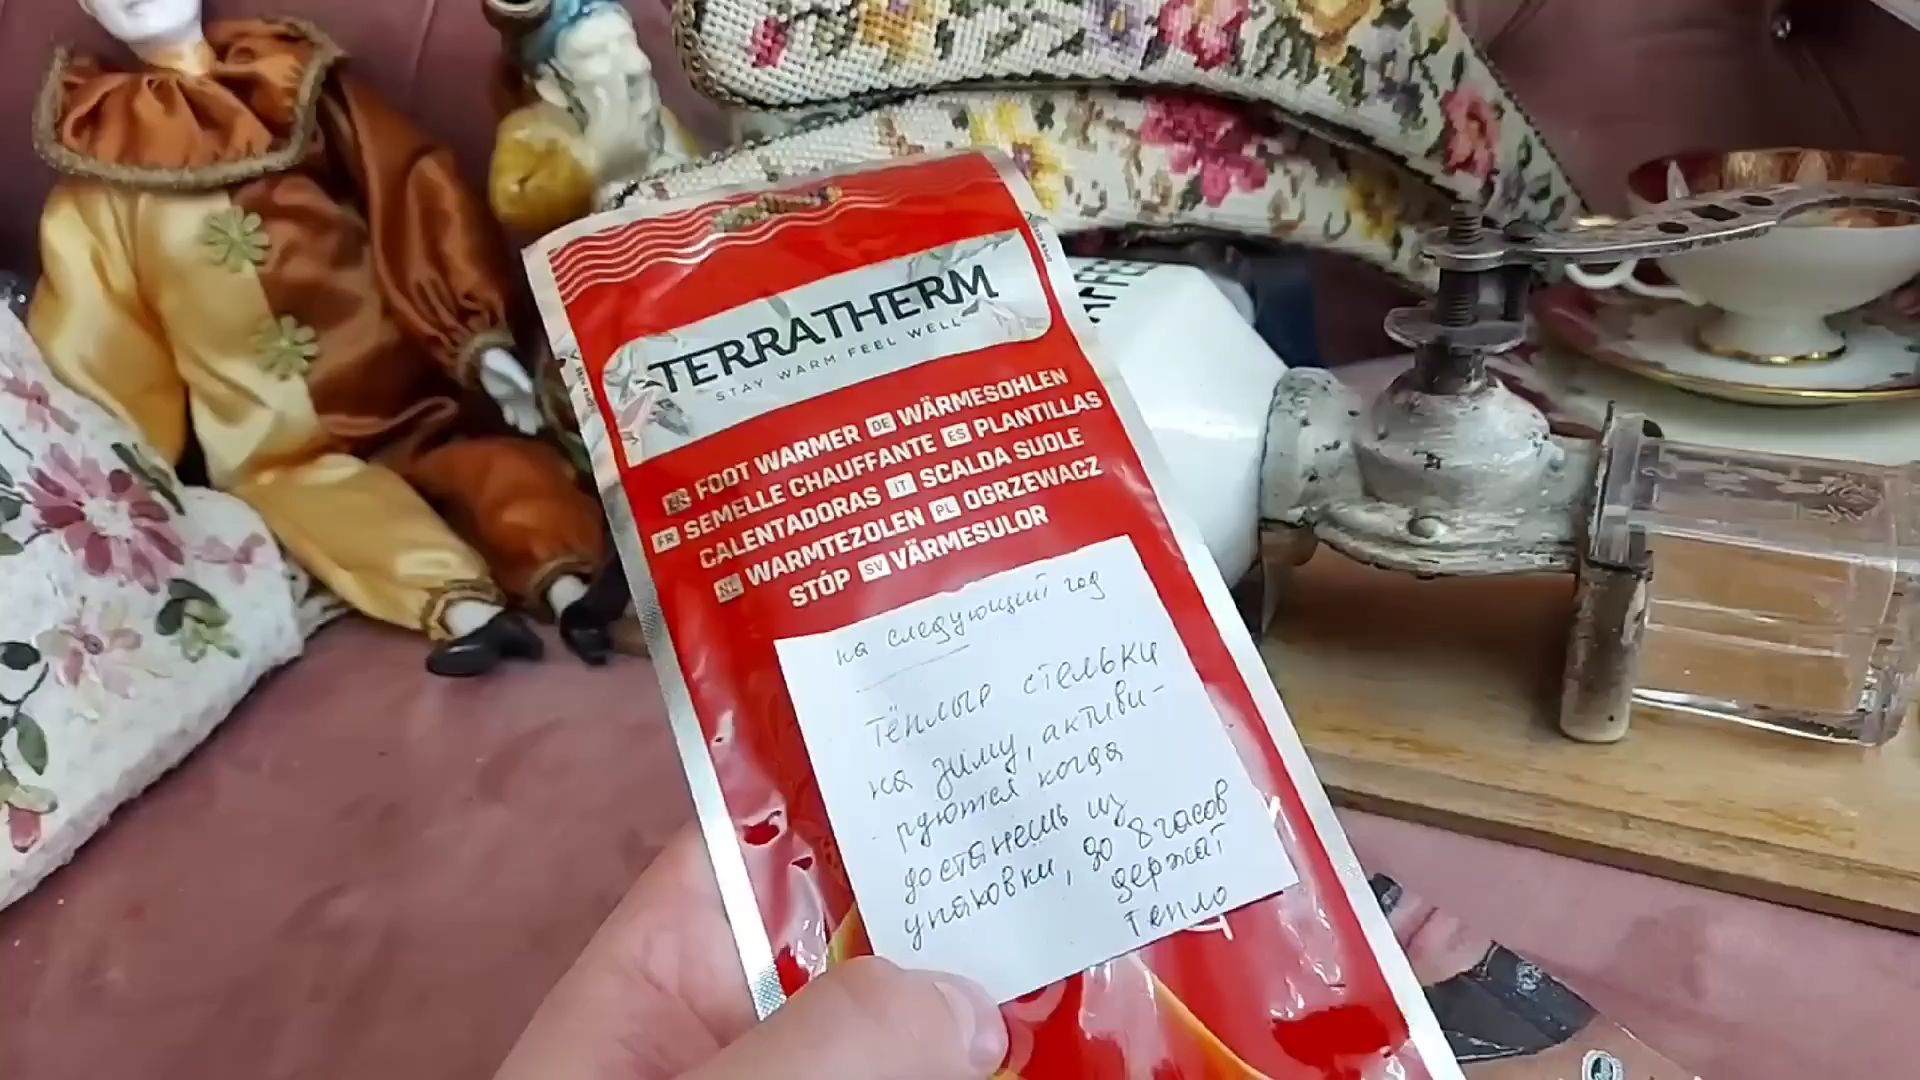 TERRATHERM
STAY WARM FEEL WELL
FOOT WARMER DE WÄRMESOHLEN
FR SEMELLE CHAUFFANTE ES PLANTILLAS
CALENTADORAS IT SCALDA SUOLE
NL WARMTEZOLEN PL OGRZEWACZ
STÓP SV VÄRMESULOR
на следующий год
тёплые стельки
на зиму, активи-
руются когда
достанешь из
упаковки, до 8 часов
держат
тепло